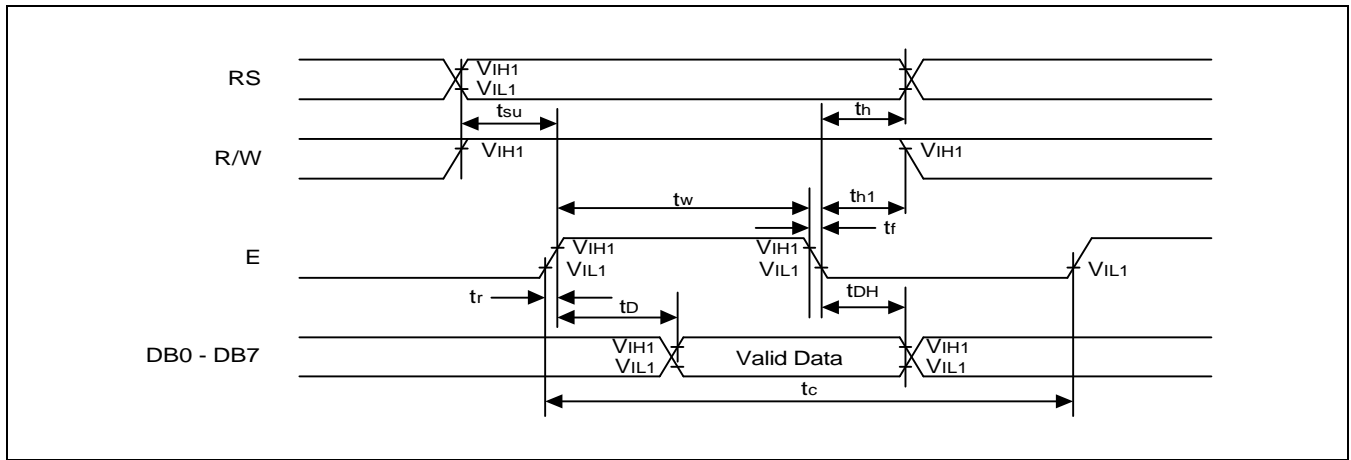 RS
VIH1
VIL1
tsu
th
R/W
VIH1
VIH1
tw
th1
tf
E
VIH1
VIL1
VIH1
VIL1
VIL1
tr
tD
tDH
DB0 - DB7
VIH1
VIL1
Valid Data
VIH1
VIL1
tc